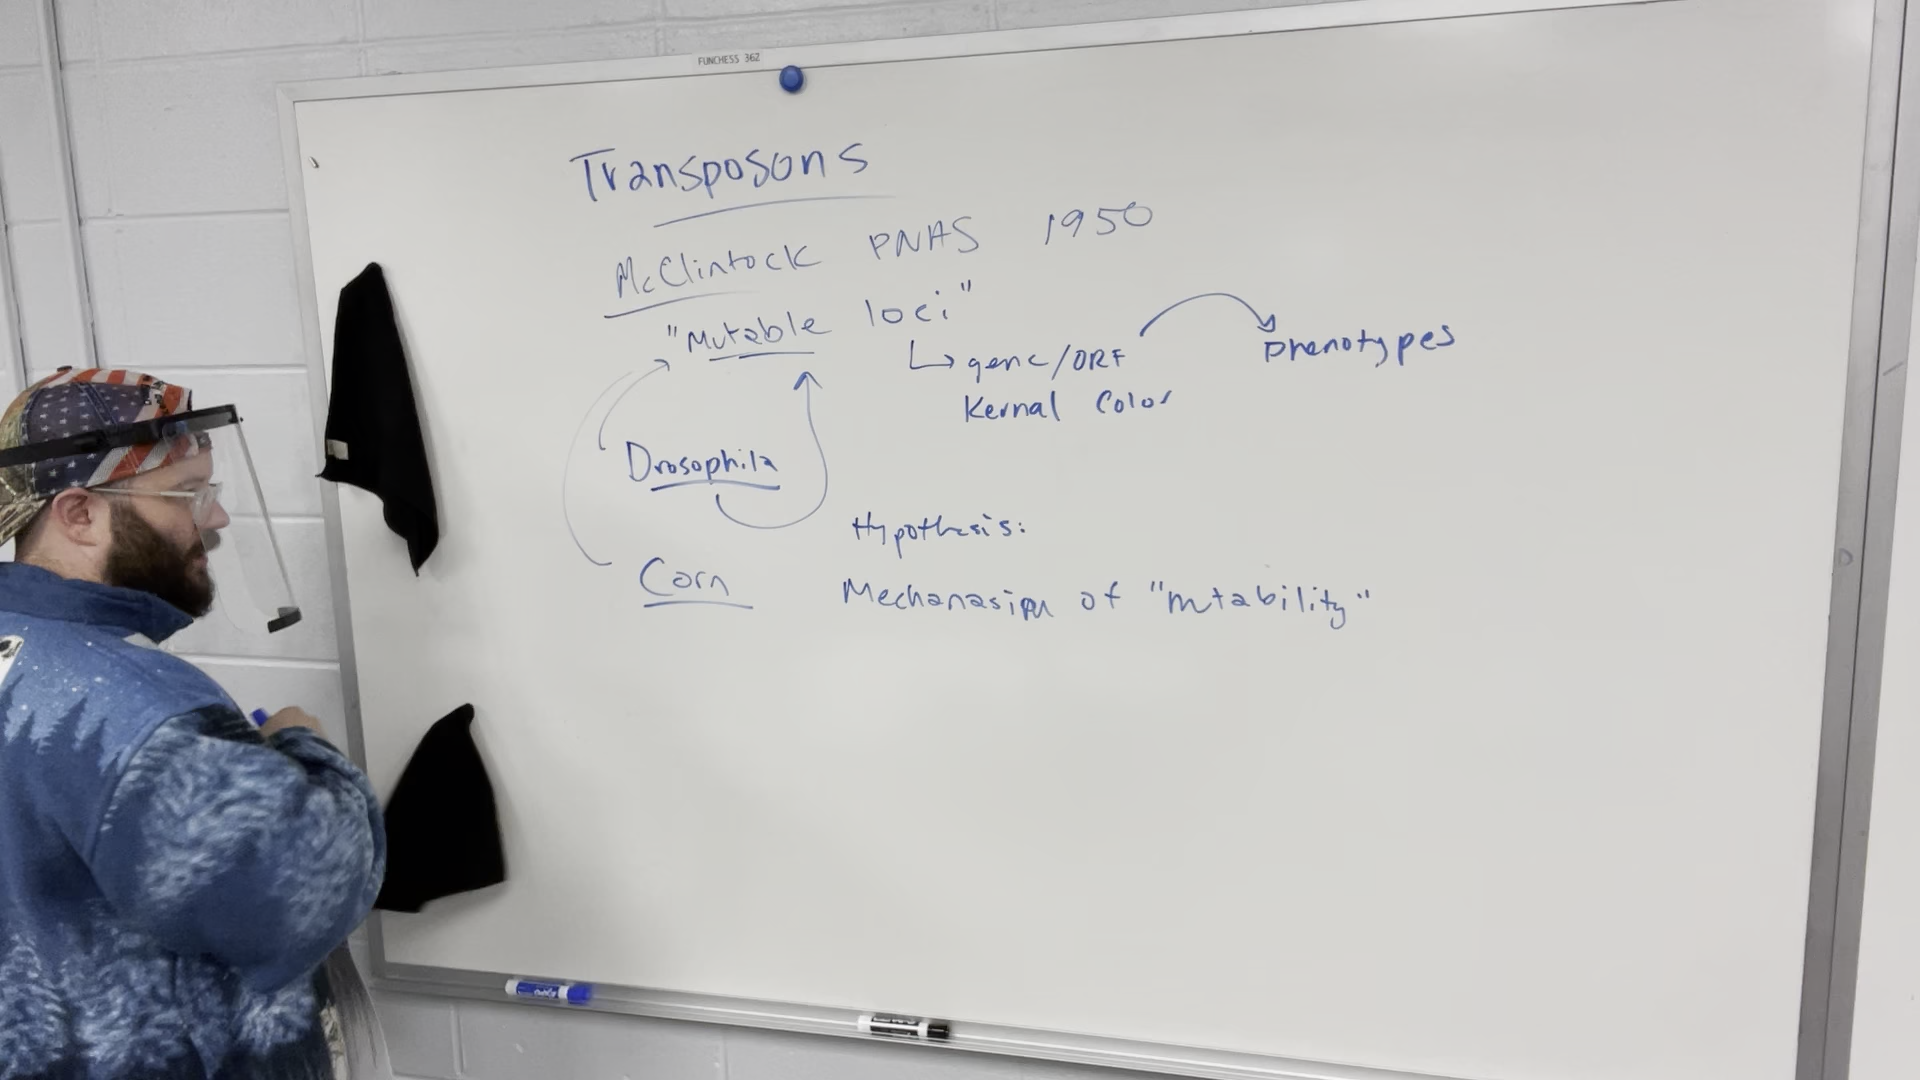 FUNCHESS 362
Transposons
McClintock PNAS 1950
"Mutable loci"
gene/ORF
Phenotypes
Kernal Color
Drosophila
Hypothesis:
Corn
Mechanasim of "mtability"